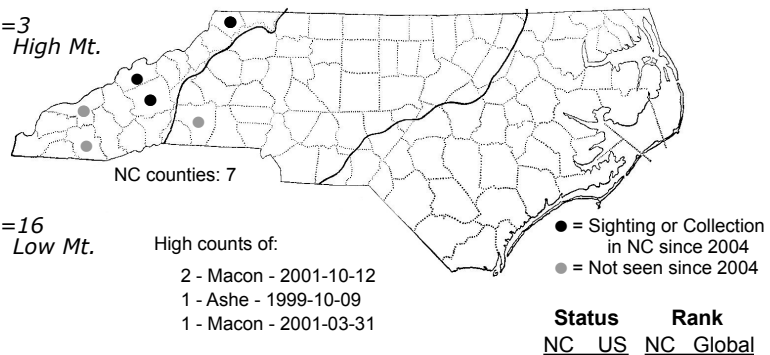 =3
High Mt.
NC counties: 7
=16
Low Mt.
High counts of:
2 - Macon - 2001-10-12
1 - Ashe - 1999-10-09
1 - Macon - 2001-03-31
= Sighting or Collection
in NC since 2004
= Not seen since 2004
Status Rank
NC US NC Global